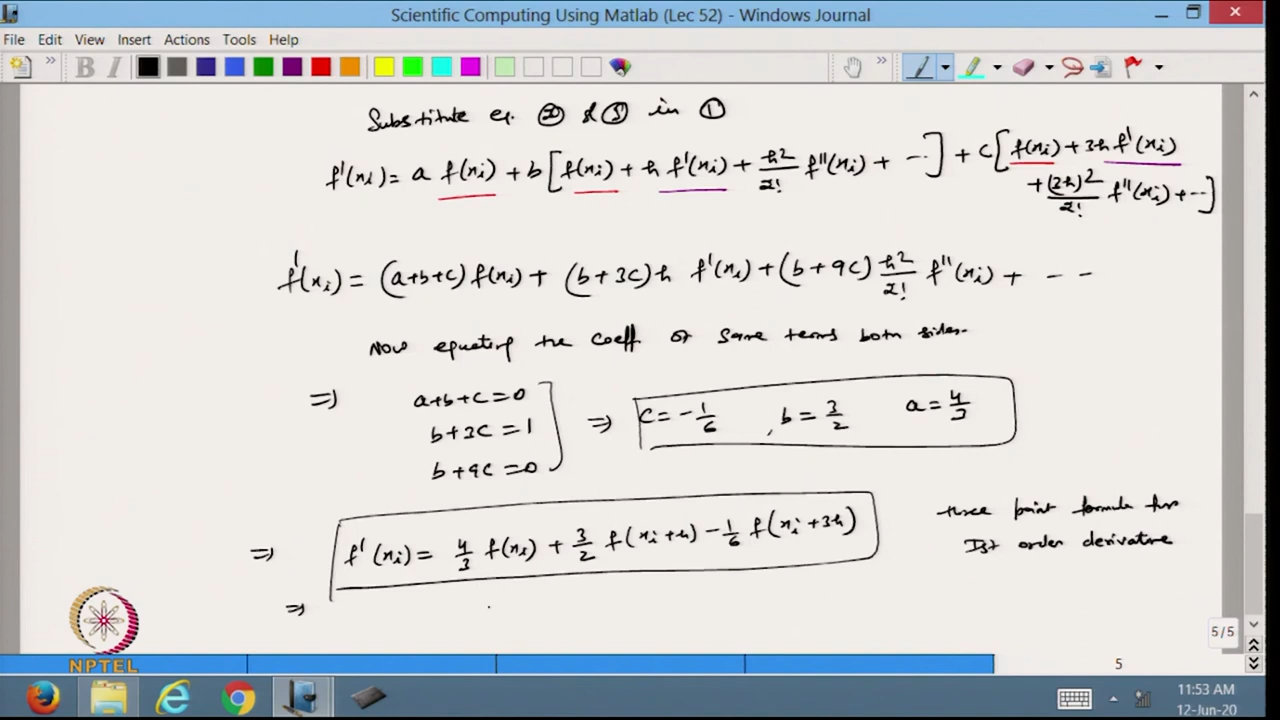 Scientific Computing Using Matlab (Lec 52) - Windows Journal
File Edit View Insert Actions Tools Help
Substitute eq. ② & ③ in ①
f'(xi) = a f(xi) + b[f(xi) + h f'(xi) + h²/2! f''(xi) + ...] + c[f(xi) + 3h f'(xi)
+ (3h)²/2! f''(xi) + ...]
f'(xi) = (a+b+c) f(xi) + (b+3c)h f'(xi) + (b+9c) h²/2! f''(xi) + - -
Now equating the coeff of same terms both sides.
⇒ a+b+c=0
b+3c=1
b+9c=0
⇒ c=-1/6, b=3/2 a=4/3
⇒ f'(xi) = 4/3 f(xi) + 3/2 f(xi+h) - 1/6 f(xi+3h)
three point formula for
Ist order derivative
⇒
NPTEL
5/5
5
11:53 AM
12-Jun-20